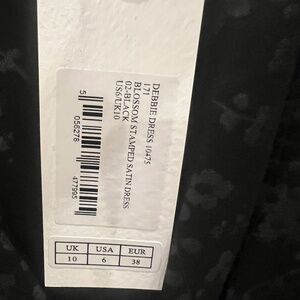 DEBBIE DRESS 10475
171
BLOSSOM STAMPED SATIN DRESS
02-BLACK
US6/UK10
5 056278 477995
UK USA EUR
10 6 38